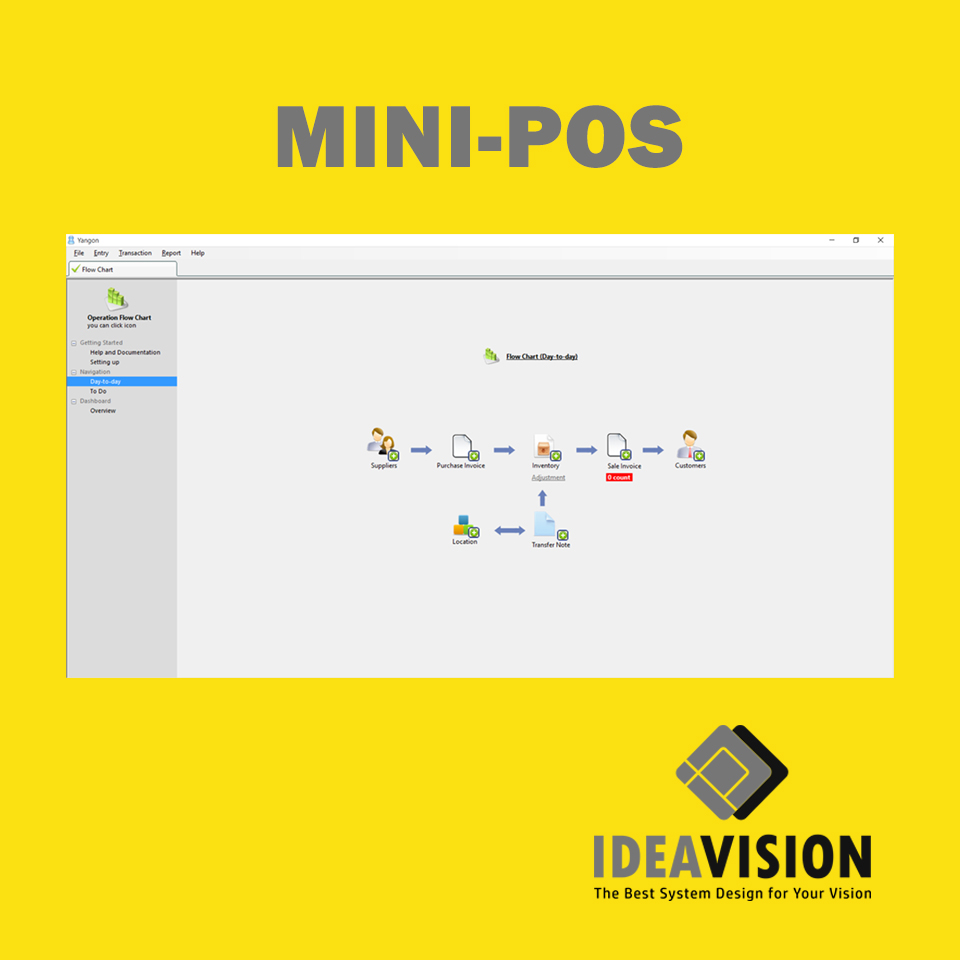 MINI-POS
Yangon
File Entry Transaction Report Help
Flow Chart
Operation Flow Chart
you can click icon
Getting Started
Help and Documentation
Setting up
Navigation
Day-to-day
To Do
Dashboard
Overview
Flow Chart (Day-to-day)
Suppliers
Purchase Invoice
Inventory
Adjustment
Sale Invoice
0 count
Customers
Location
Transfer Note
IDEAVISION
The Best System Design for Your Vision